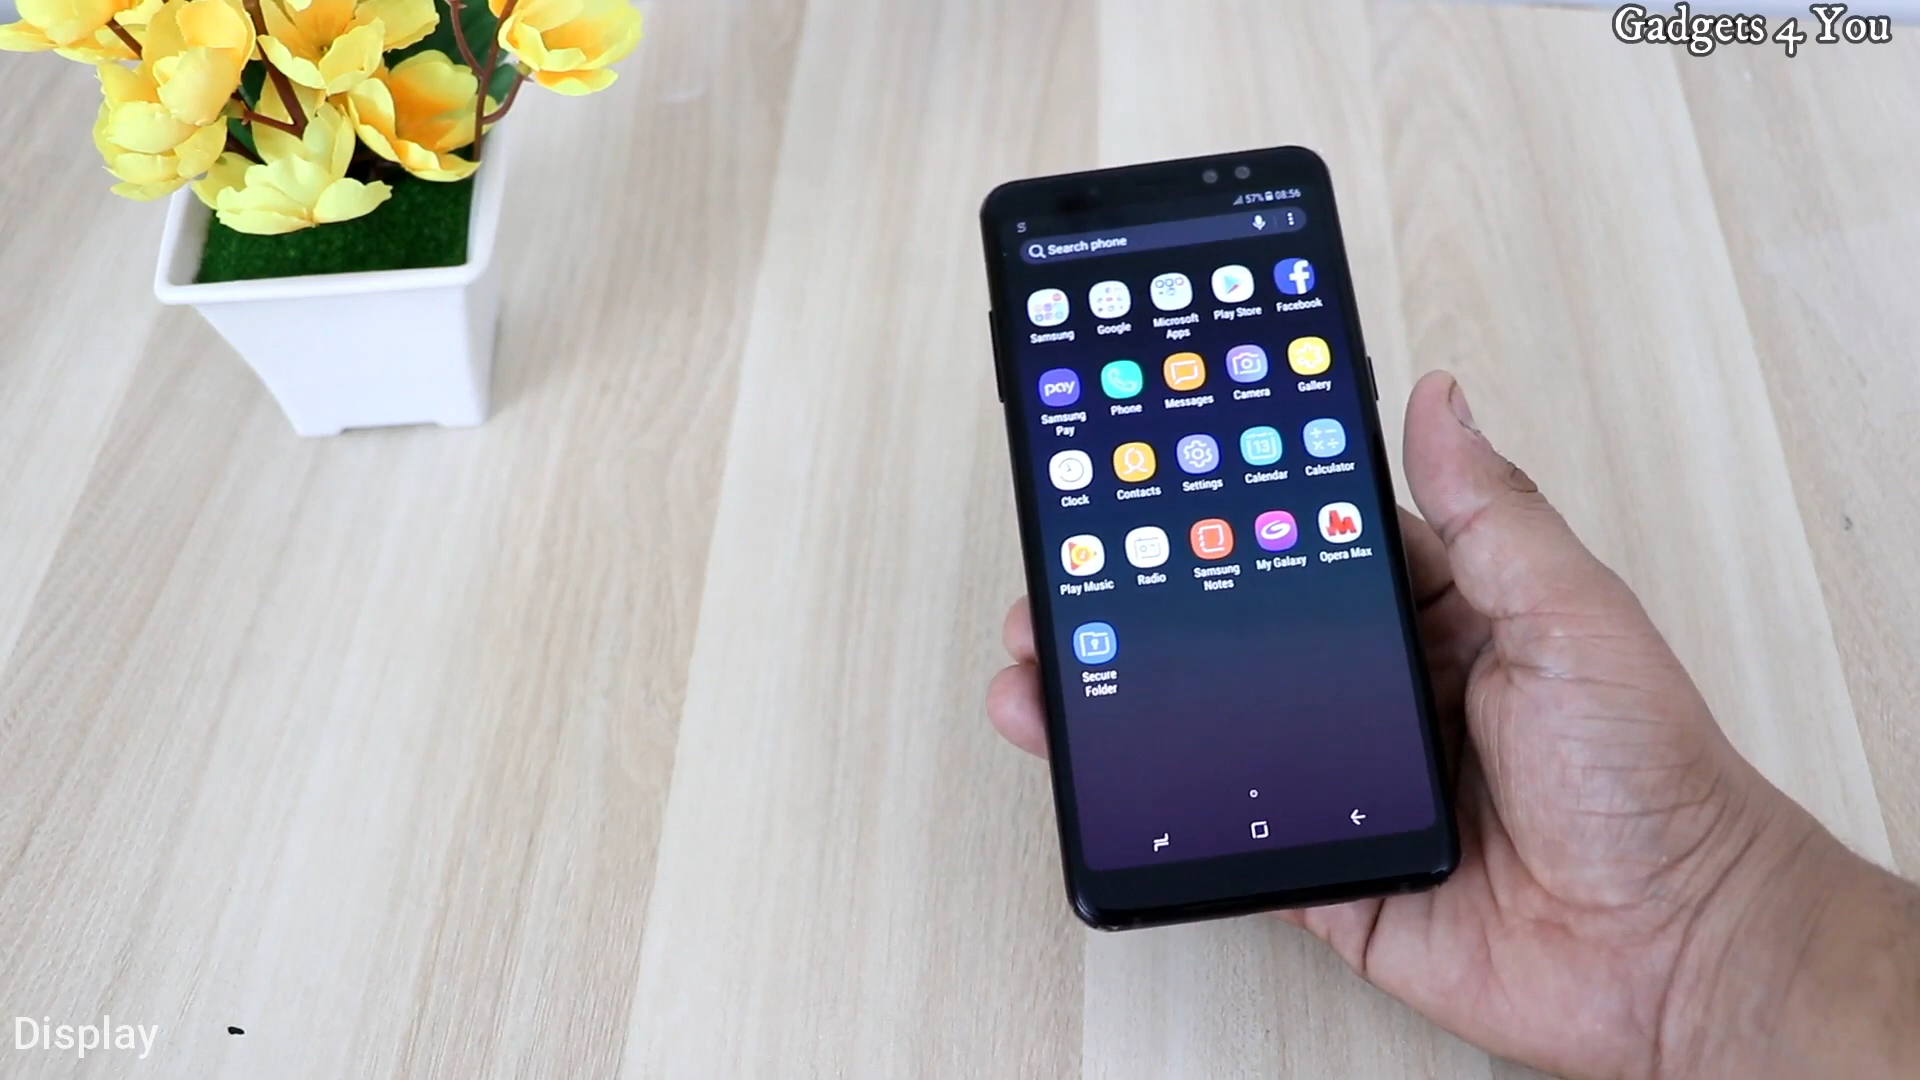 Gadgets 4 You
57% 08:56
S
Search phone
Samsung
Google
Microsoft
Apps
Play Store
Facebook
pay
Samsung
Pay
Phone
Messages
Camera
Gallery
Clock
Contacts
Settings
13
Calendar
Calculator
Play Music
Radio
Samsung
Notes
My Galaxy
Opera Max
Secure
Folder
Display